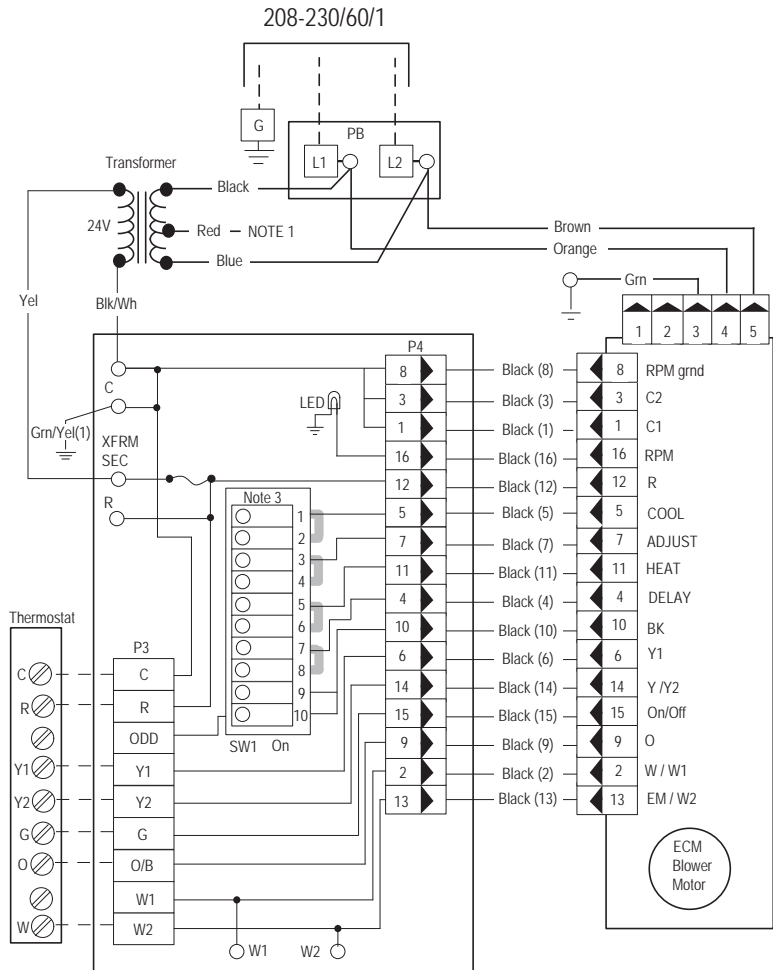 208-230/60/1
G
PB
L1
L2
Transformer
24V
Black
Red – NOTE 1
Blue
Brown
Orange
Grn
Yel
Blk/Wh
1 2 3 4 5
P4
C
Grn/Yel(1)
XFRM
SEC
R
LED
8 Black (8) 8 RPM grnd
3 Black (3) 3 C2
1 Black (1) 1 C1
16 Black (16) 16 RPM
12 Black (12) 12 R
5 Black (5) 5 COOL
7 Black (7) 7 ADJUST
11 Black (11) 11 HEAT
4 Black (4) 4 DELAY
10 Black (10) 10 BK
6 Black (6) 6 Y1
14 Black (14) 14 Y /Y2
15 Black (15) 15 On/Off
9 Black (9) 9 O
2 Black (2) 2 W / W1
13 Black (13) 13 EM / W2
Note 3
1
2
3
4
5
6
7
8
9
10
SW1 On
Thermostat
P3
C C
R R
ODD
Y1 Y1
Y2 Y2
G G
O O/B
W1
W W2
W1
W2
ECM
Blower
Motor